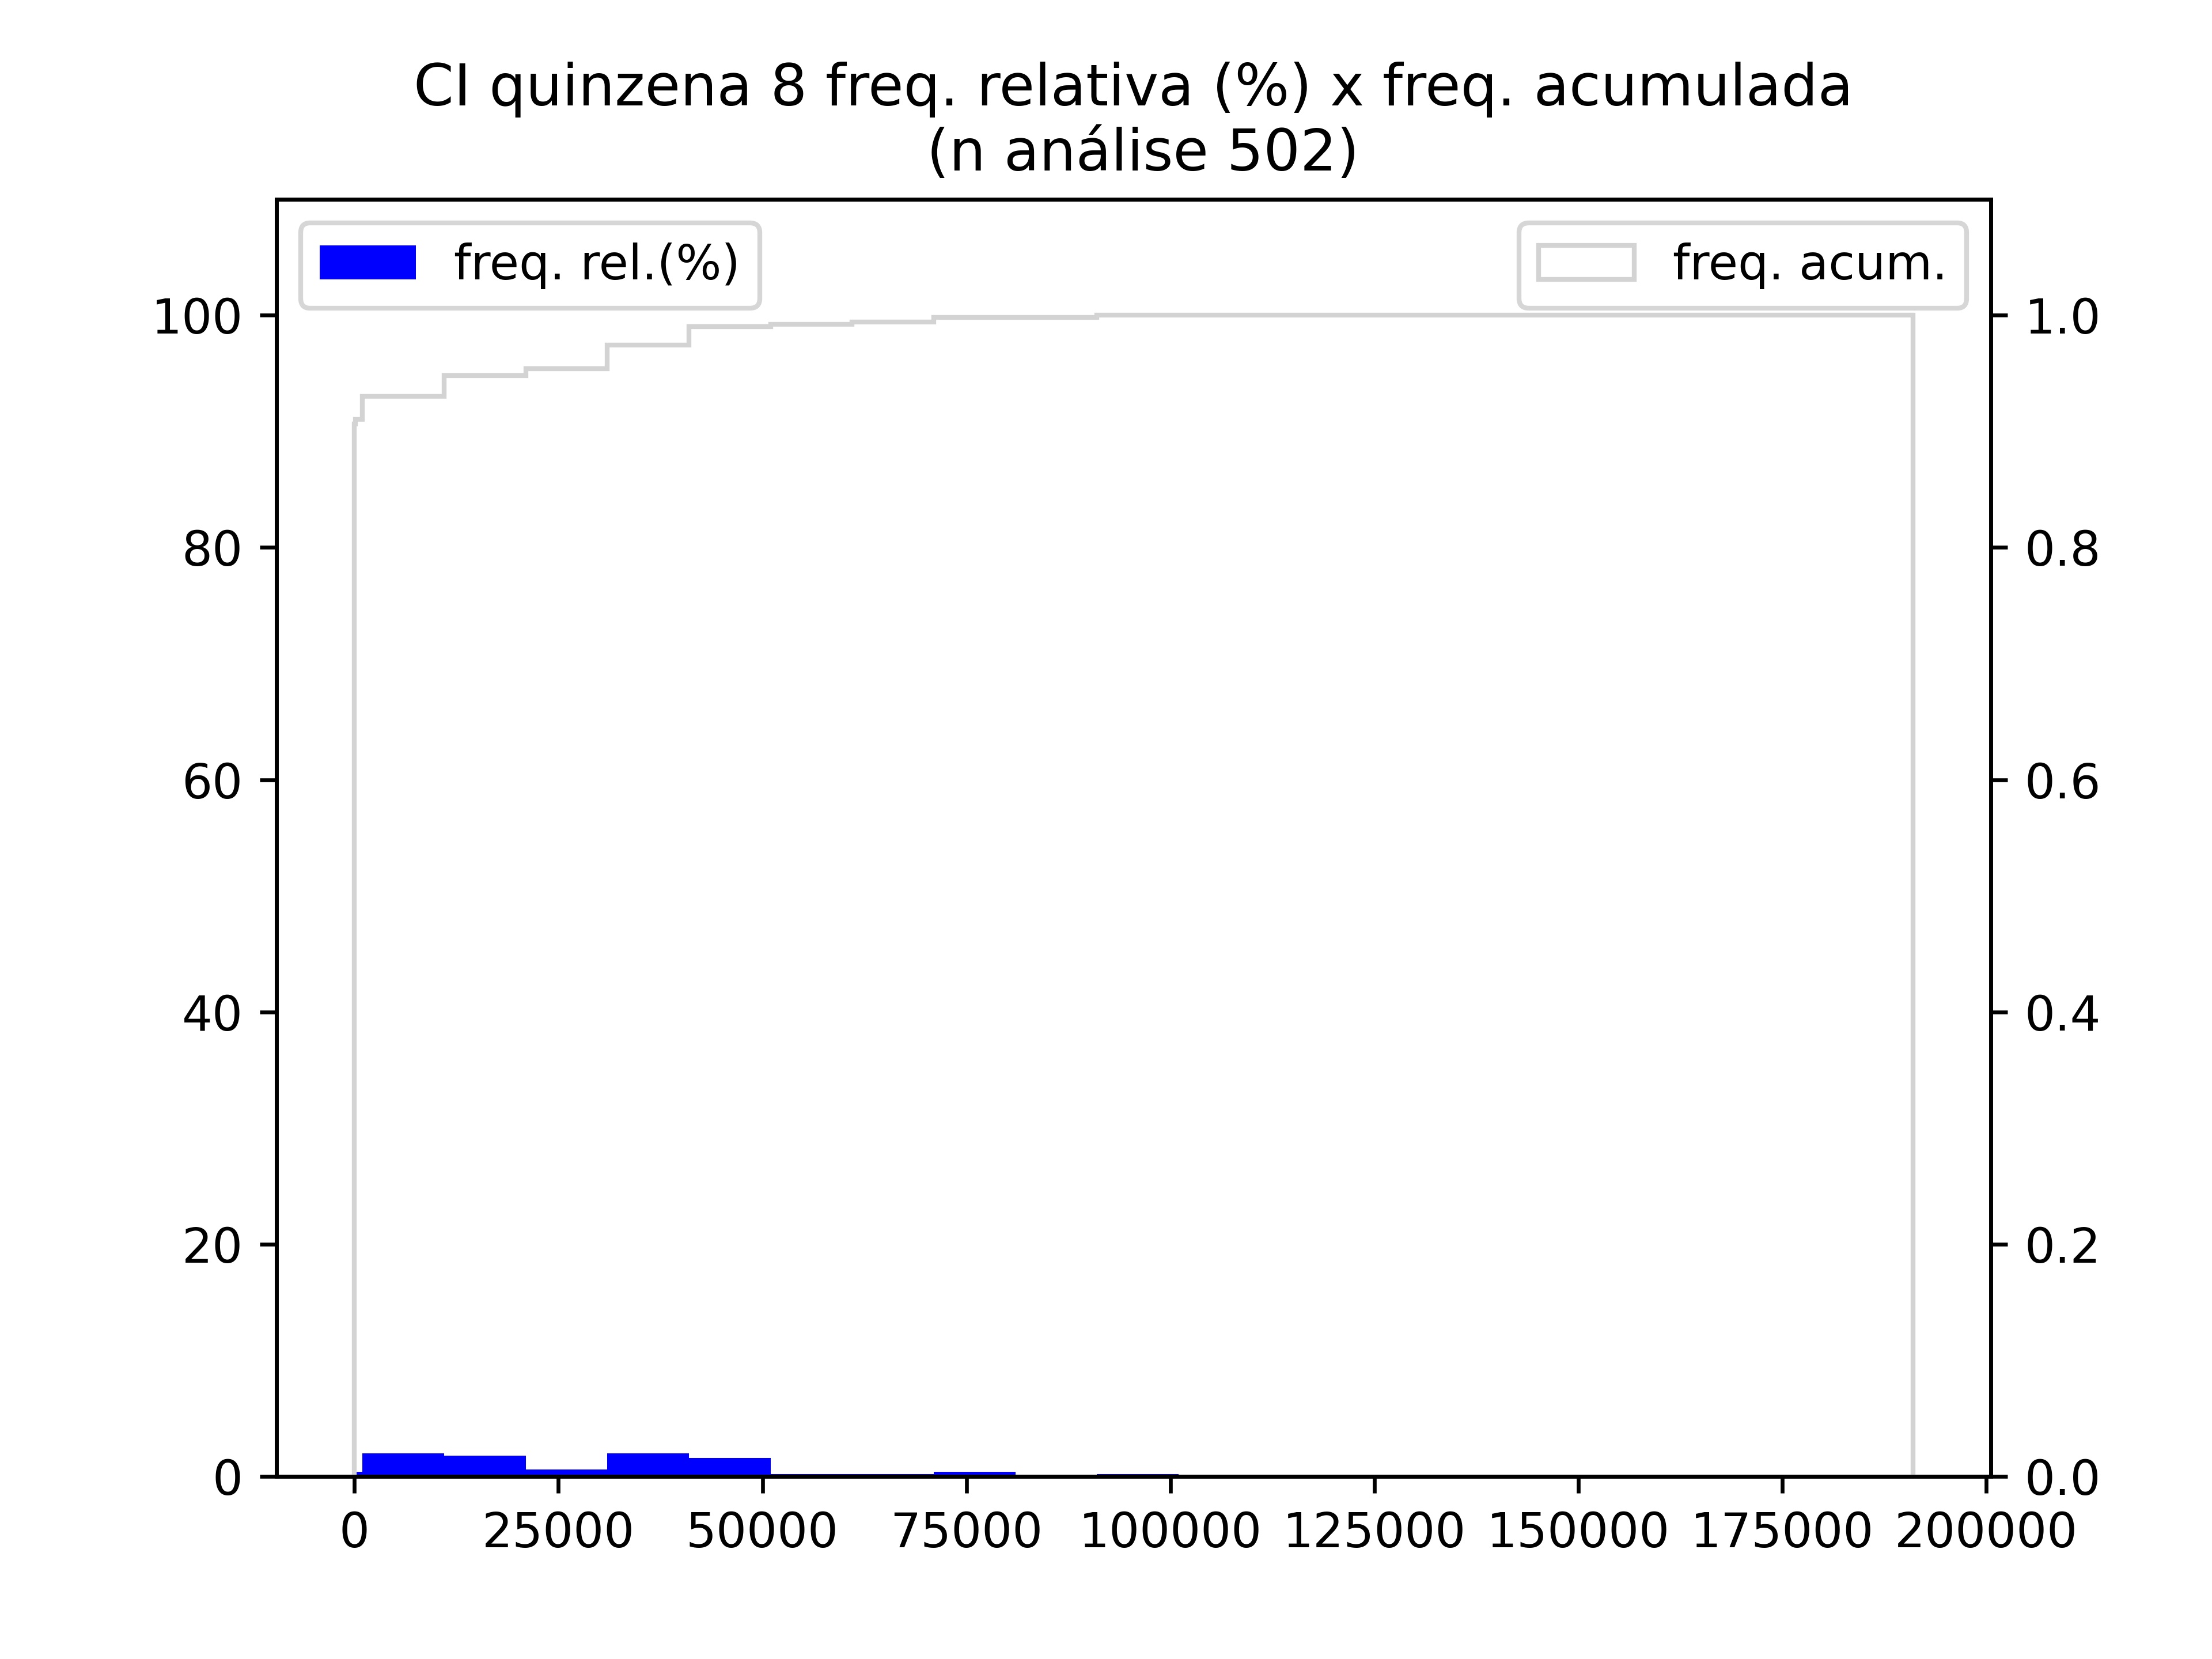 CI quinzena 8 freq. relativa (%) x freq. acumulada
(n análise 502)
freq. rel.(%)
freq. acum.
100
80
60
40
20
0
1.0
0.8
0.6
0.4
0.2
0.0
0 25000 50000 75000 100000 125000 150000 175000 200000